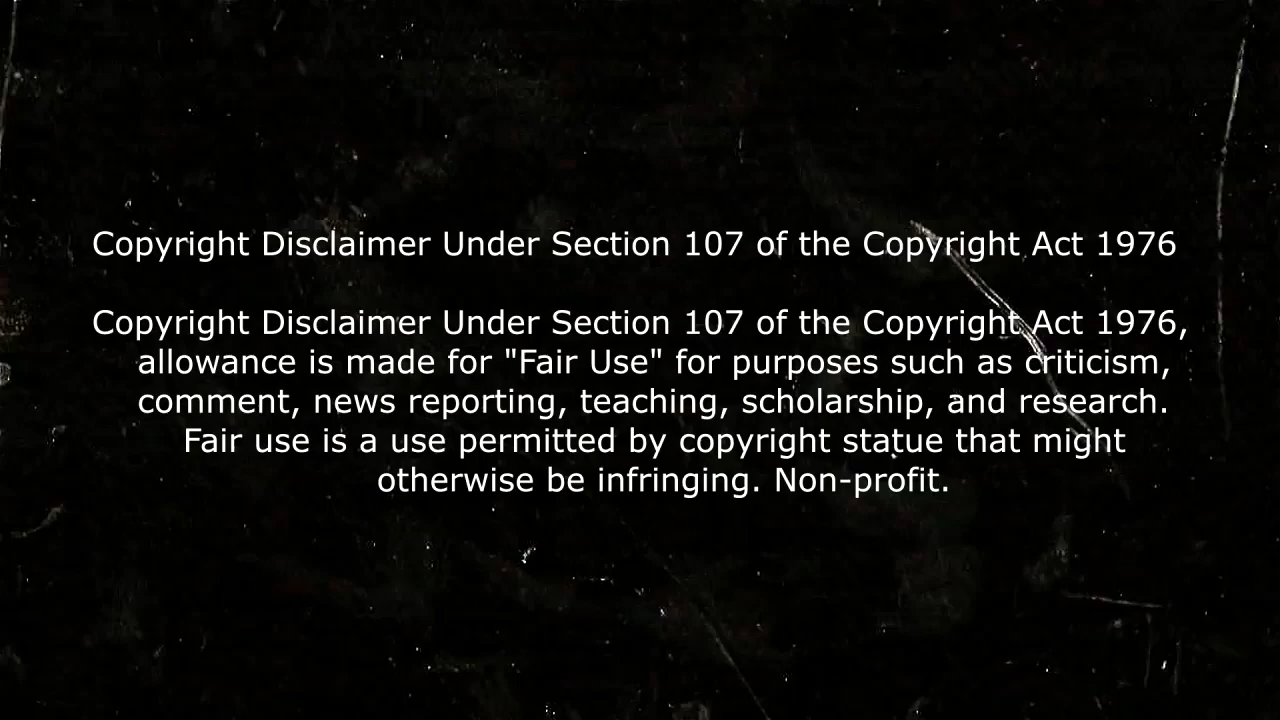 Copyright Disclaimer Under Section 107 of the Copyright Act 1976
Copyright Disclaimer Under Section 107 of the Copyright Act 1976,
allowance is made for "Fair Use" for purposes such as criticism,
comment, news reporting, teaching, scholarship, and research.
Fair use is a use permitted by copyright statue that might
otherwise be infringing. Non-profit.